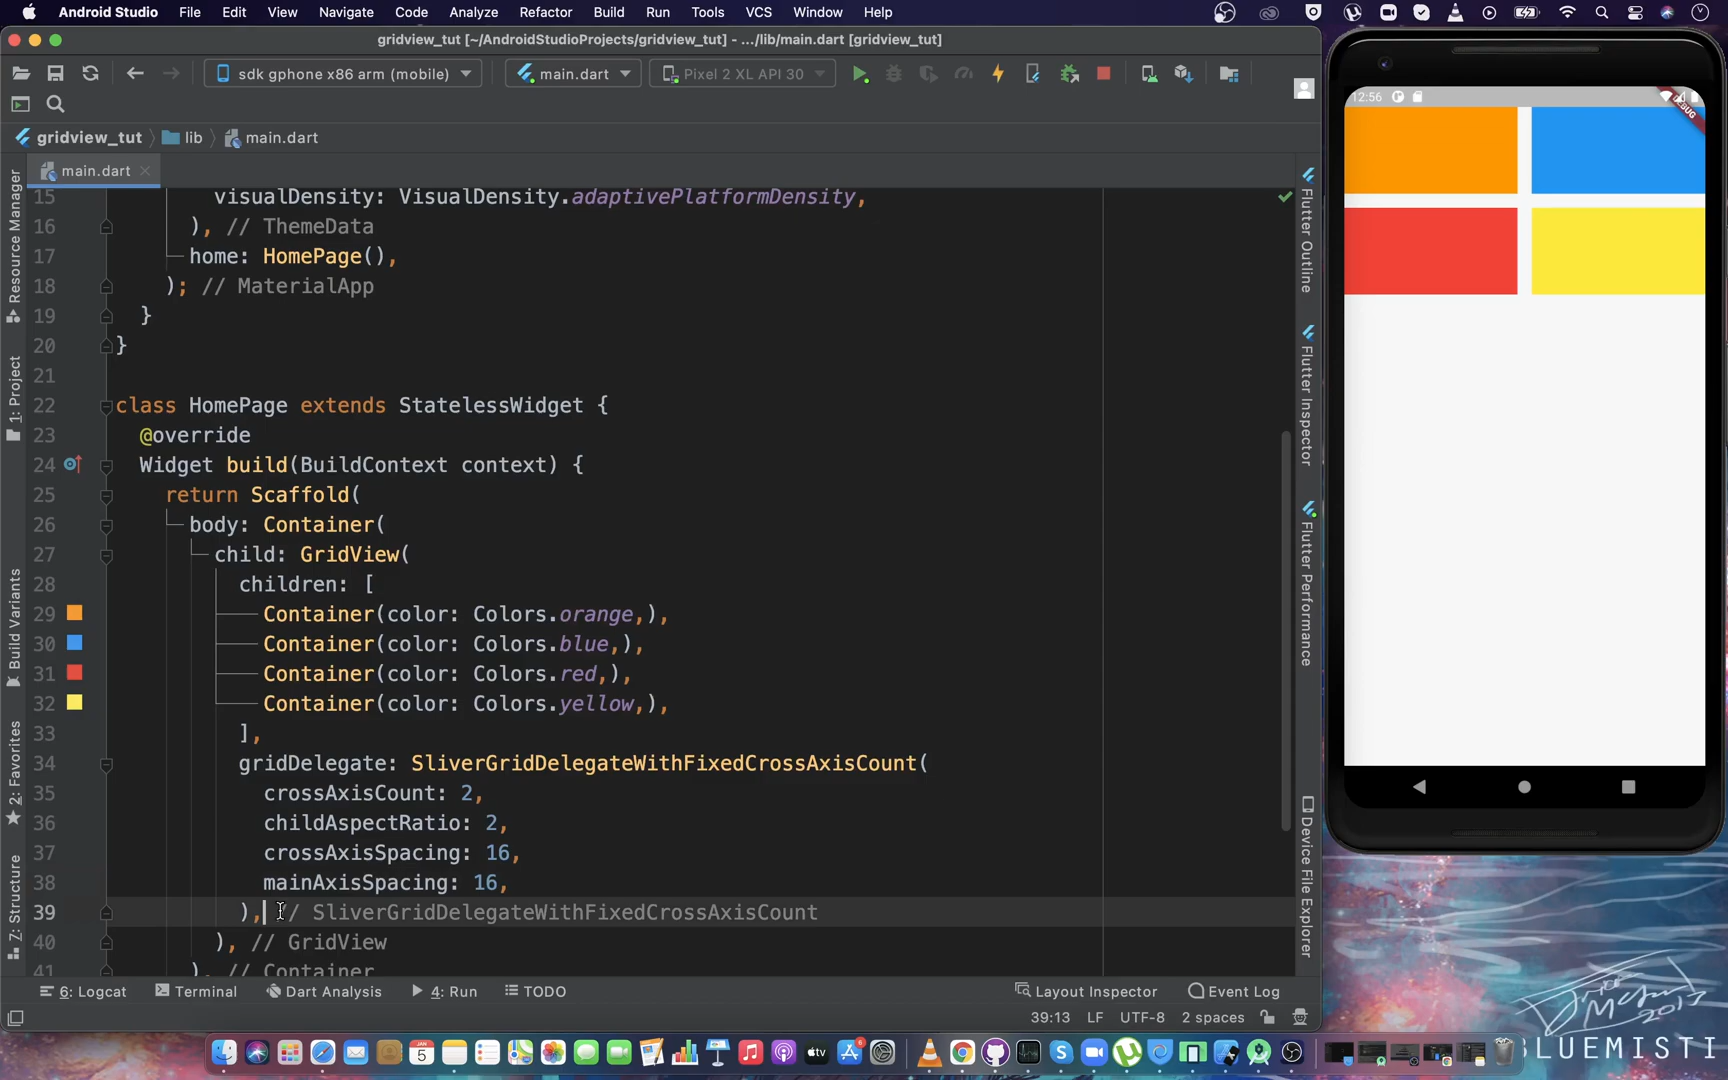 Android Studio File Edit View Navigate Code Analyze Refactor Build Run Tools VCS Window Help
gridview_tut [~/AndroidStudioProjects/gridview_tut] - .../lib/main.dart [gridview_tut]
sdk gphone x86 arm (mobile) main.dart Pixel 2 XL API 30
gridview_tut lib main.dart
main.dart
15 visualDensity: VisualDensity.adaptivePlatformDensity,
16 ), // ThemeData
17 home: HomePage(),
18 ); // MaterialApp
19 }
20 }
21
22 class HomePage extends StatelessWidget {
23 @override
24 Widget build(BuildContext context) {
25 return Scaffold(
26 body: Container(
27 child: GridView(
28 children: [
29 Container(color: Colors.orange,),
30 Container(color: Colors.blue,),
31 Container(color: Colors.red,),
32 Container(color: Colors.yellow,),
33 ],
34 gridDelegate: SliverGridDelegateWithFixedCrossAxisCount(
35 crossAxisCount: 2,
36 childAspectRatio: 2,
37 crossAxisSpacing: 16,
38 mainAxisSpacing: 16,
39 ), // SliverGridDelegateWithFixedCrossAxisCount
40 ), // GridView
41 ), // Container
Resource Manager
1: Project
Build Variants
2: Favorites
7: Structure
Flutter Outline
Flutter Inspector
Flutter Performance
Device File Explorer
6: Logcat Terminal Dart Analysis 4: Run TODO Layout Inspector Event Log
39:13 LF UTF-8 2 spaces
12:56
DEBUG
5
tv
6
2017
BLUEMISTI